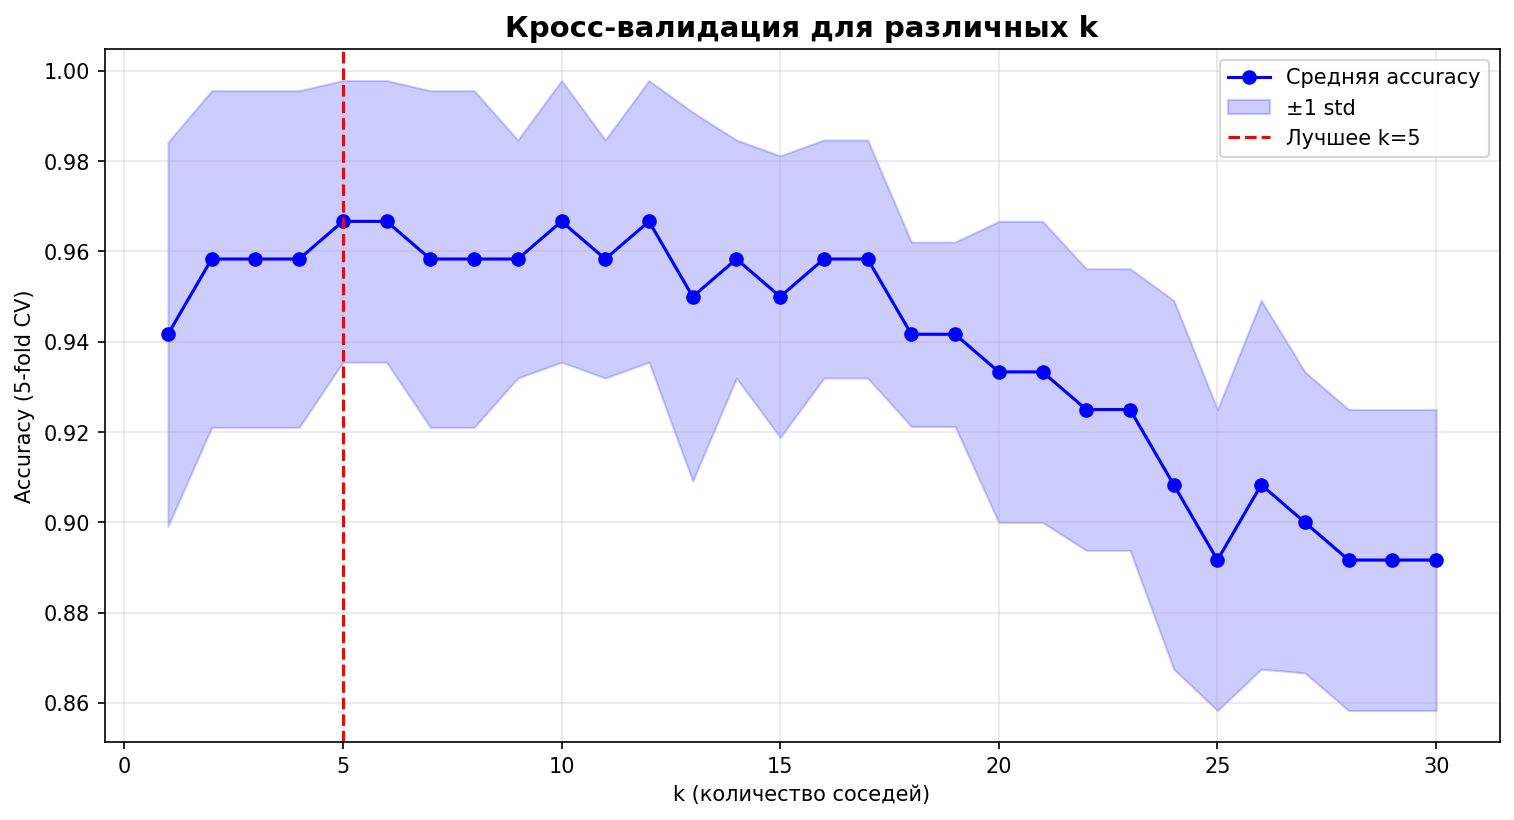 Кросс-валидация для различных k
Средняя accuracy
±1 std
Лучшее k=5
Accuracy (5-fold CV)
1.00
0.98
0.96
0.94
0.92
0.90
0.88
0.86
0 5 10 15 20 25 30
k (количество соседей)